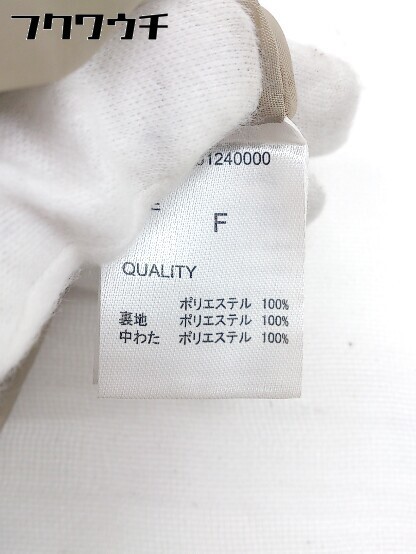 フクワウチ
1240000
F
QUALITY
ポリエステル 100%
裏地 ポリエステル 100%
中わた ポリエステル 100%